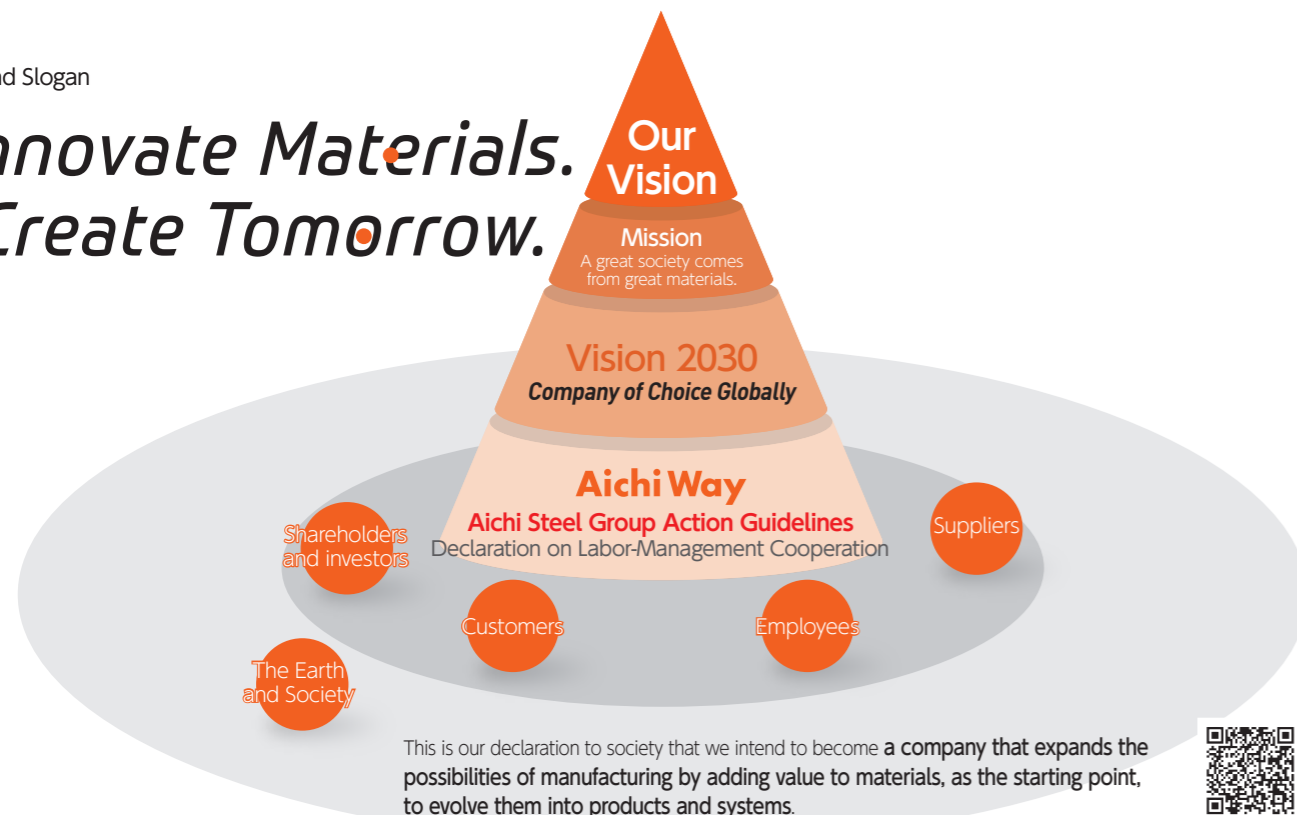 nd Slogan
nnovate Materials.
Create Tomorrow.
Our
Vision
Mission
A great society comes
from great materials.
Vision 2030
Company of Choice Globally
Aichi Way
Aichi Steel Group Action Guidelines
Declaration on Labor-Management Cooperation
Shareholders
and investors
Suppliers
Customers
Employees
The Earth
and Society
This is our declaration to society that we intend to become a company that expands the
possibilities of manufacturing by adding value to materials, as the starting point,
to evolve them into products and systems.